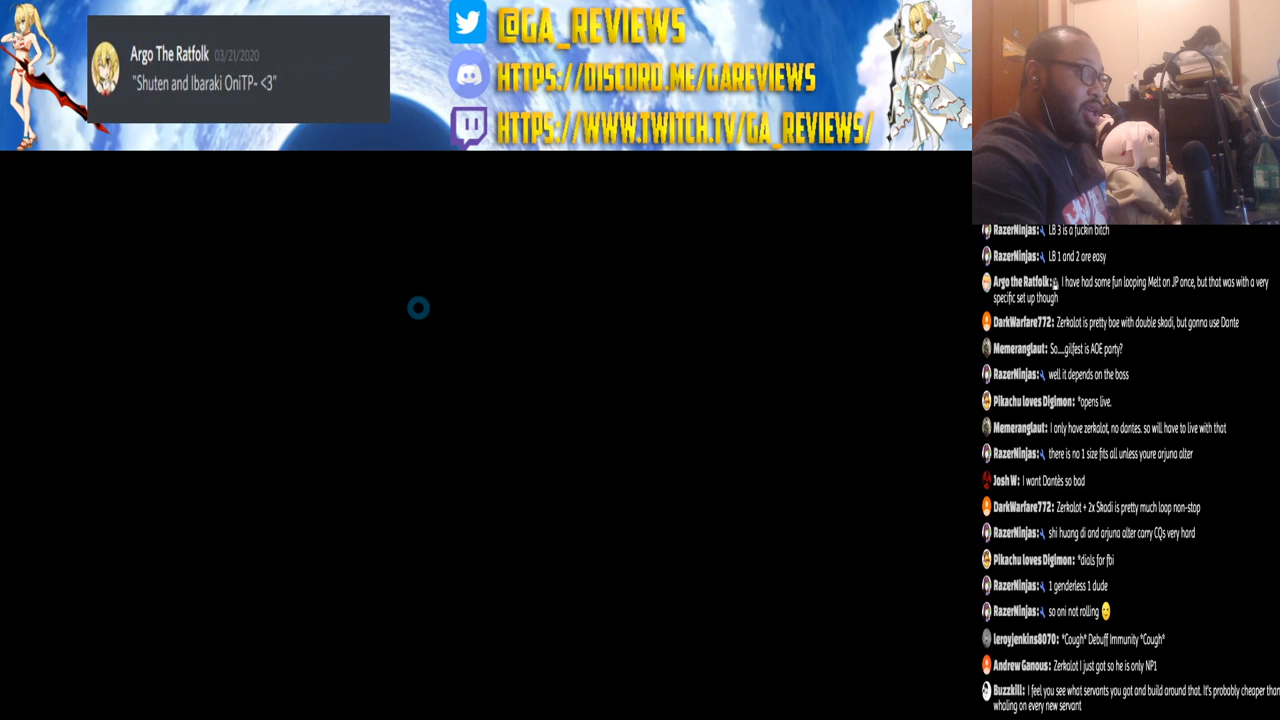 Argo The Ratfolk 03/21/2020
"Shuten and Ibaraki OniTP~ <3"
@GA_REVIEWS
HTTPS://DISCORD.ME/GAREVIEWS
HTTPS://WWW.TWITCH.TV/GA_REVIEWS/
RazerNinjas: LB 3 is a fuckin bitch
RazerNinjas: LB 1 and 2 are easy
Argo the Ratfolk: I have had some fun looping Melt on JP once, but that was with a very
specific set up though
DarkWarfare772: Zerkalot is pretty bae with double skadi, but gonna use Dante
Memeranglaut: So....gilfest is AOE party?
RazerNinjas: well it depends on the boss
Pikachu loves Digimon: *opens live.
Memeranglaut: I only have zerkalot, no dantes. so will have to live with that
RazerNinjas: there is no 1 size fits all unless youre arjuna alter
Josh W: I want Dantès so bad
DarkWarfare772: Zerkalot + 2x Skadi is pretty much loop non-stop
RazerNinjas: shi huang di and arjuna alter carry CQs very hard
Pikachu loves Digimon: *dials for fbi
RazerNinjas: 1 genderless 1 dude
RazerNinjas: so oni not rolling
leroyjenkins8070: *Cough* Debuff Immunity *Cough*
Andrew Ganous: Zerkalot I just got so he is only NP1
Buzzkill: I feel you see what servants you got and build around that. It's probably cheaper than
whaling on every new servant